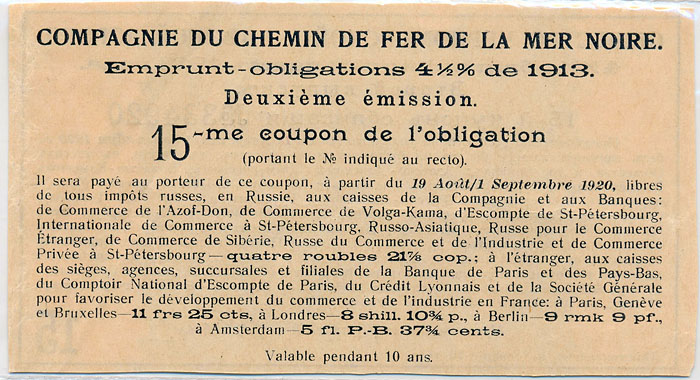 COMPAGNIE DU CHEMIN DE FER DE LA MER NOIRE.
Emprunt-obligations 4½% de 1913.
Deuxième émission.
15-me coupon de l'obligation
(portant le № indiqué au recto).
Il sera payé au porteur de ce coupon, à partir du 19 Août/1 Septembre 1920, libres
de tous impôts russes, en Russie, aux caisses de la Compagnie et aux Banques:
de Commerce de l'Azof-Don, de Commerce de Volga-Kama, d'Escompte de St-Pétersbourg,
Internationale de Commerce à St-Pétersbourg, Russo-Asiatique, Russe pour le Commerce
Étranger, de Commerce de Sibérie, Russe du Commerce et de l'Industrie et de Commerce
Privée à St-Pétersbourg—quatre roubles 21⅞ cop.; à l'étranger, aux caisses
des sièges, agences, succursales et filiales de la Banque de Paris et des Pays-Bas,
du Comptoir National d'Escompte de Paris, du Crédit Lyonnais et de la Société Générale
pour favoriser le développement du commerce et de l'industrie en France: à Paris, Genève
et Bruxelles—11 frs 25 cts, à Londres—8 shill. 10¾ p., à Berlin—9 rmk 9 pf.,
à Amsterdam—5 fl. P.-B. 37¾ cents.
Valable pendant 10 ans.